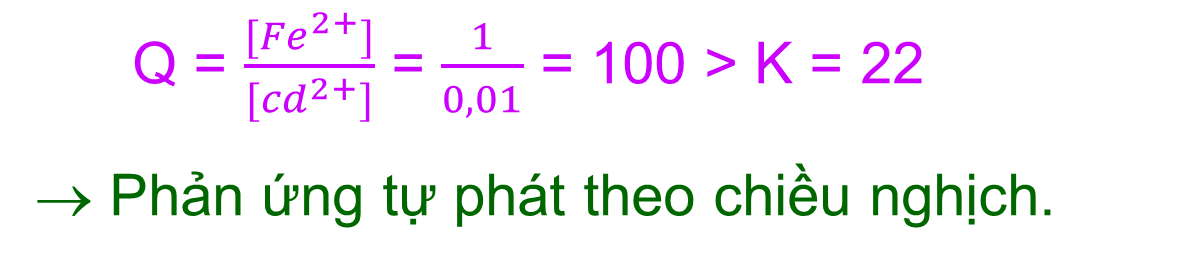 Q = [Fe²⁺]/[cd²⁺] = 1/0,01 = 100 > K = 22
→ Phản ứng tự phát theo chiều nghịch.